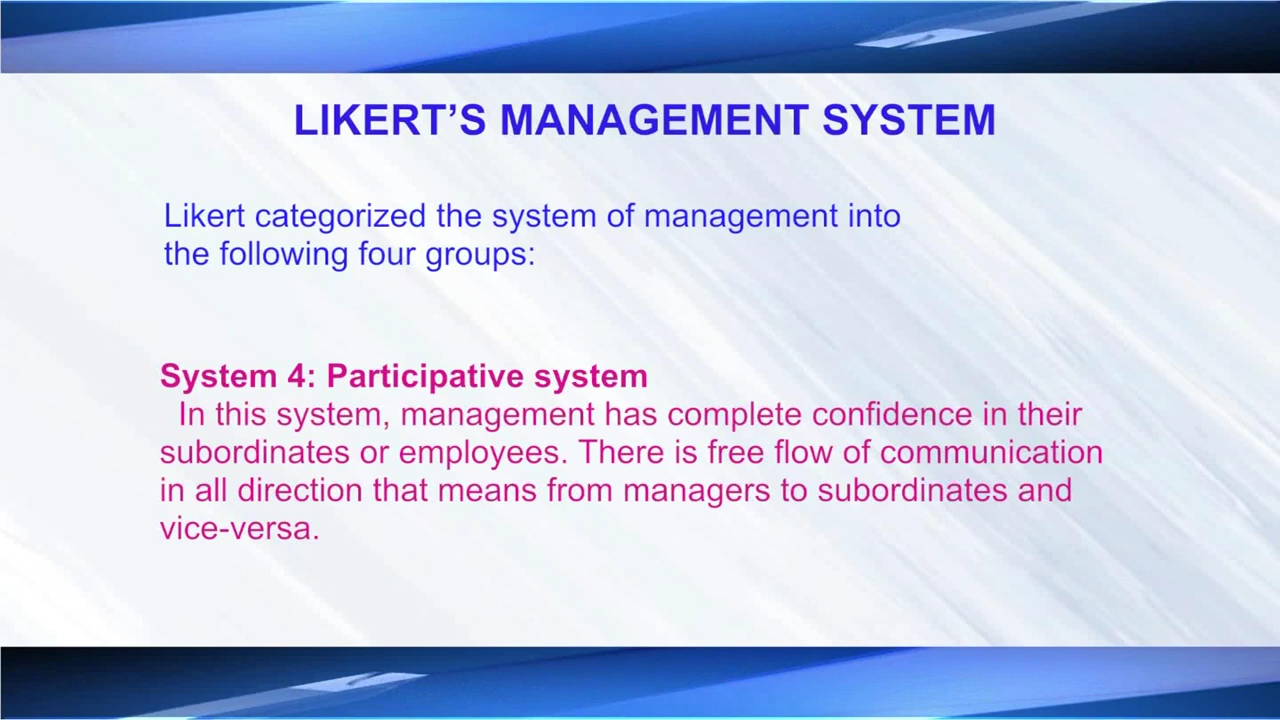 LIKERT’S MANAGEMENT SYSTEM
Likert categorized the system of management into
the following four groups:
System 4: Participative system
In this system, management has complete confidence in their
subordinates or employees. There is free flow of communication
in all direction that means from managers to subordinates and
vice-versa.